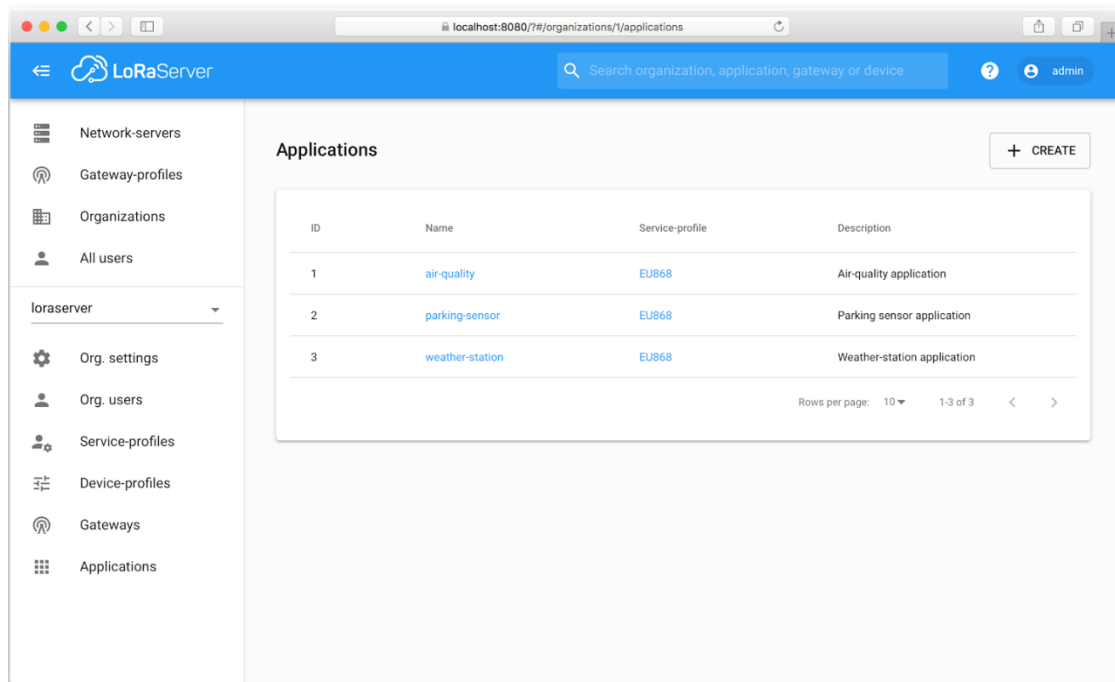 localhost:8080/?#/organizations/1/applications
LoRaServer
Search organization, application, gateway or device
? admin
Network-servers
Gateway-profiles
Organizations
All users
loraserver
Org. settings
Org. users
Service-profiles
Device-profiles
Gateways
Applications
Applications
+ CREATE
ID Name Service-profile Description
1 air-quality EU868 Air-quality application
2 parking-sensor EU868 Parking sensor application
3 weather-station EU868 Weather-station application
Rows per page: 10 1-3 of 3